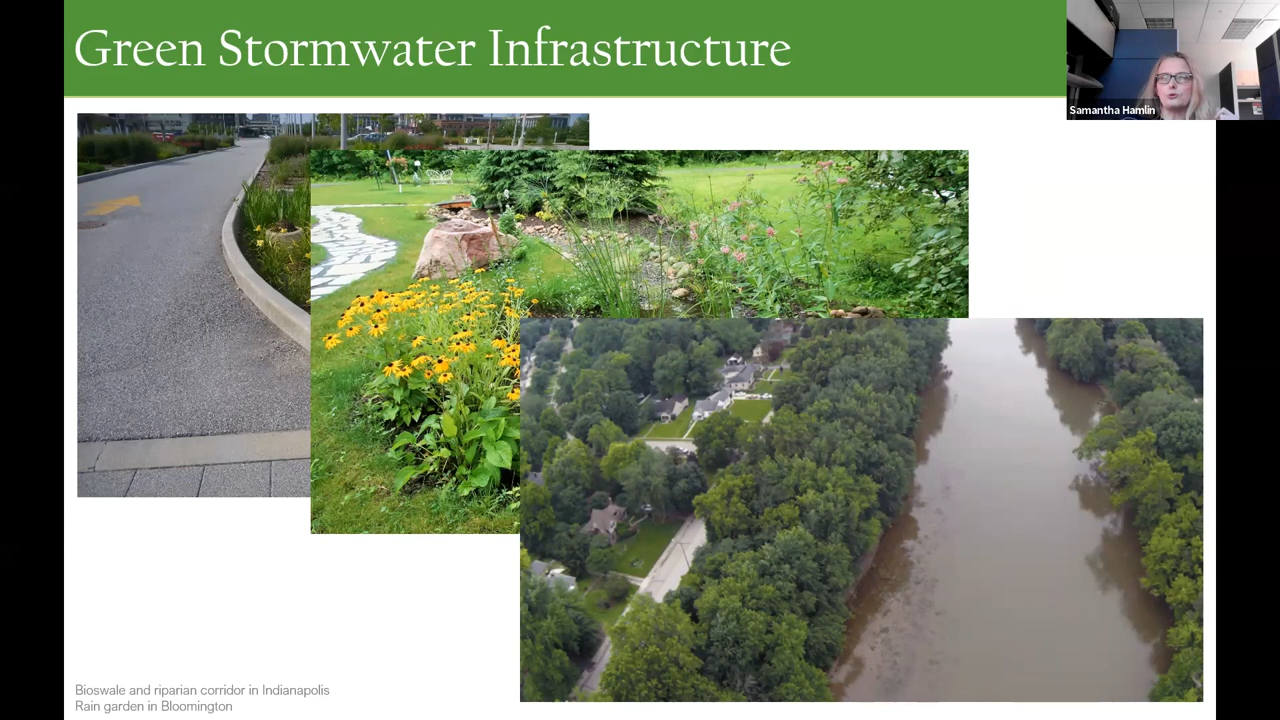 Green Stormwater Infrastructure
Samantha Hamlin
Bioswale and riparian corridor in Indianapolis
Rain garden in Bloomington